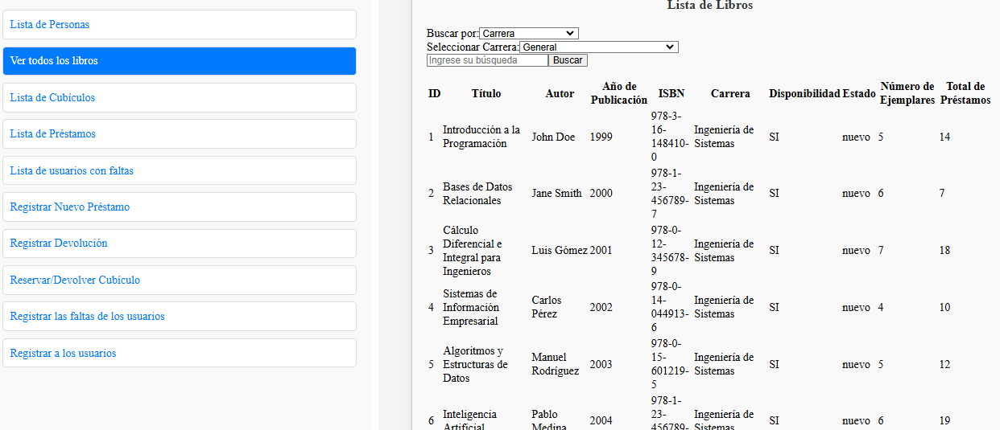 Lista de Personas
Ver todos los libros
Lista de Cubículos
Lista de Préstamos
Lista de usuarios con faltas
Registrar Nuevo Préstamo
Registrar Devolución
Reservar/Devolver Cubículo
Registrar las faltas de los usuarios
Registrar a los usuarios
Lista de Libros
Buscar por: Carrera
Seleccionar Carrera: General
Ingrese su búsqueda Buscar
ID Título Autor Año de Publicación ISBN Carrera Disponibilidad Estado Número de Ejemplares Total de Préstamos
1 Introducción a la Programación John Doe 1999 978-3-16-148410-0 Ingeniería de Sistemas SI nuevo 5 14
2 Bases de Datos Relacionales Jane Smith 2000 978-1-23-456789-7 Ingeniería de Sistemas SI nuevo 6 7
3 Cálculo Diferencial e Integral para Ingenieros Luis Gómez 2001 978-0-12-345678-9 Ingeniería de Sistemas SI nuevo 7 18
4 Sistemas de Información Empresarial Carlos Pérez 2002 978-0-14-044913-6 Ingeniería de Sistemas SI nuevo 4 10
5 Algoritmos y Estructuras de Datos Manuel Rodríguez 2003 978-0-15-601219-5 Ingeniería de Sistemas SI nuevo 5 12
6 Inteligencia Artificial Pablo Medina 2004 978-1-23-456789- Ingeniería de Sistemas SI nuevo 6 19